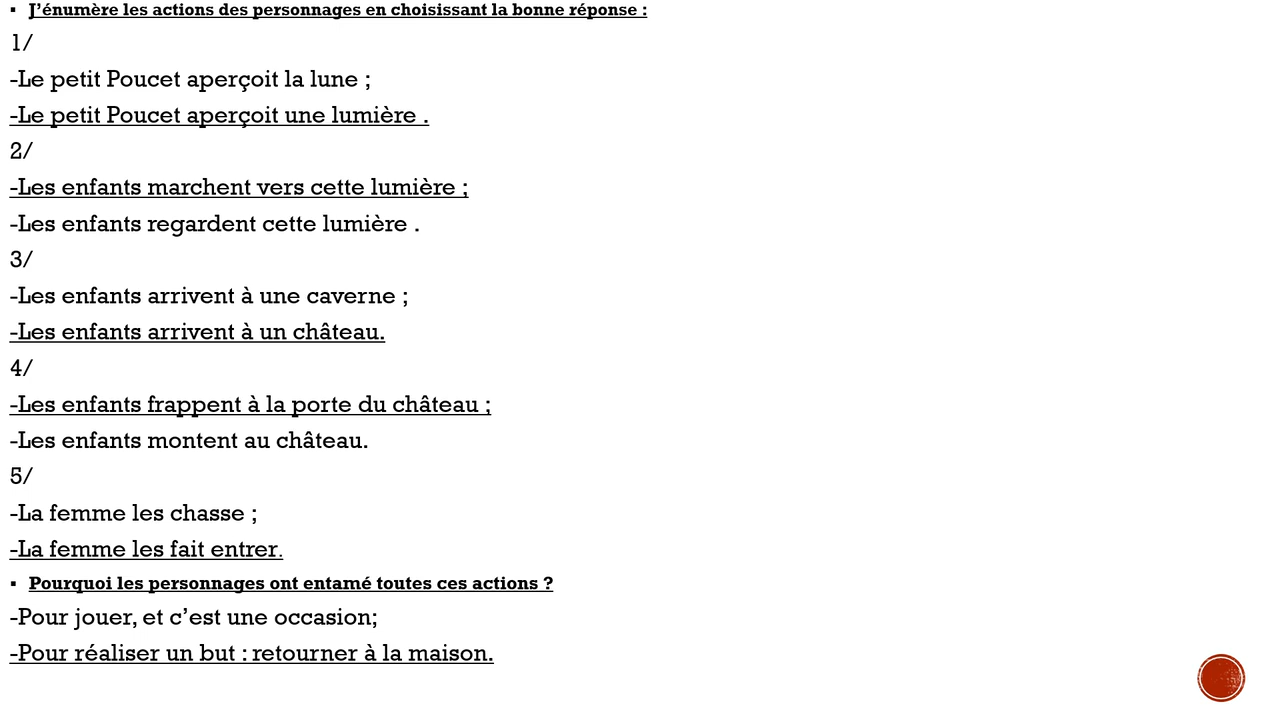 ▪ J’énumère les actions des personnages en choisissant la bonne réponse :
1/
-Le petit Poucet aperçoit la lune ;
-Le petit Poucet aperçoit une lumière .
2/
-Les enfants marchent vers cette lumière ;
-Les enfants regardent cette lumière .
3/
-Les enfants arrivent à une caverne ;
-Les enfants arrivent à un château.
4/
-Les enfants frappent à la porte du château ;
-Les enfants montent au château.
5/
-La femme les chasse ;
-La femme les fait entrer.
▪ Pourquoi les personnages ont entamé toutes ces actions ?
-Pour jouer, et c’est une occasion;
-Pour réaliser un but : retourner à la maison.